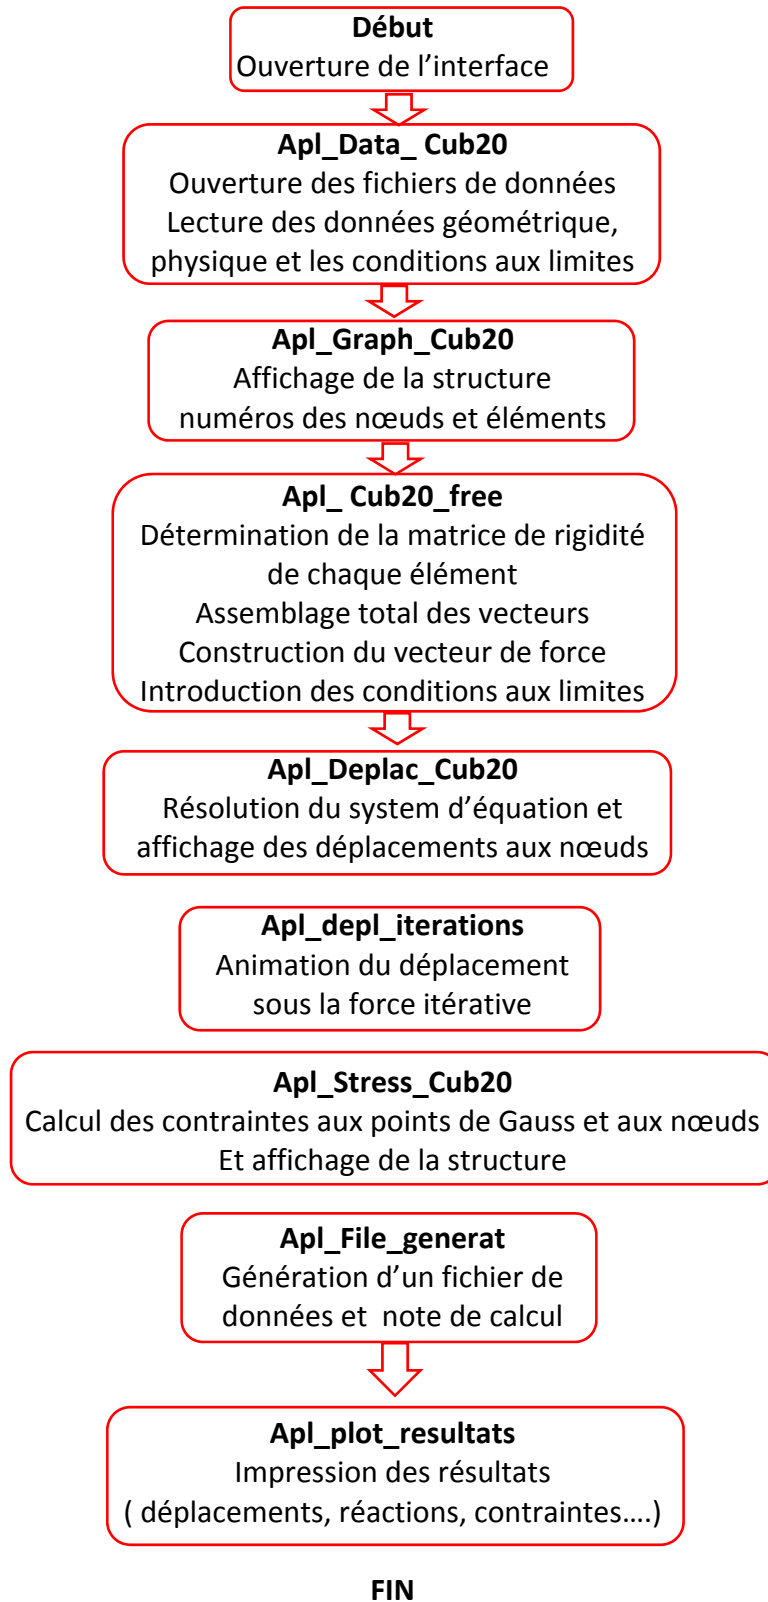 Début
Ouverture de l’interface
Apl_Data_ Cub20
Ouverture des fichiers de données
Lecture des données géométrique,
physique et les conditions aux limites
Apl_Graph_Cub20
Affichage de la structure
numéros des nœuds et éléments
Apl_ Cub20_free
Détermination de la matrice de rigidité
de chaque élément
Assemblage total des vecteurs
Construction du vecteur de force
Introduction des conditions aux limites
Apl_Deplac_Cub20
Résolution du system d’équation et
affichage des déplacements aux nœuds
Apl_depl_iterations
Animation du déplacement
sous la force itérative
Apl_Stress_Cub20
Calcul des contraintes aux points de Gauss et aux nœuds
Et affichage de la structure
Apl_File_generat
Génération d’un fichier de
données et  note de calcul
Apl_plot_resultats
Impression des résultats
( déplacements, réactions, contraintes....)
FIN